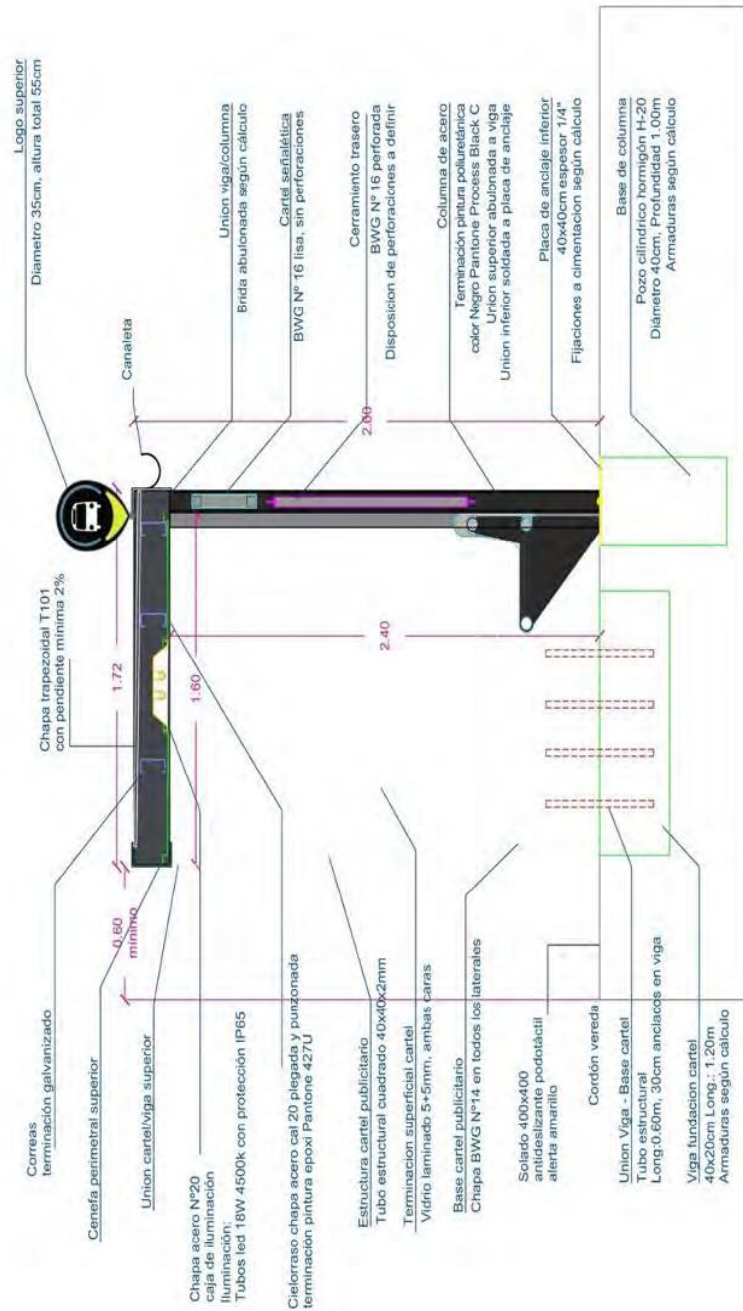 Logo superior
Diametro 35cm, altura total 55cm
Canaleta
Union viga/columna
Brida abulonada según cálculo
Cartel señalética
BWG Nº 16 lisa, sin perforaciones
Cerramiento trasero
BWG Nº 16 perforada
Disposicion de perforaciones a definir
Columna de acero
Terminación pintura poliuretánica
color Negro Pantone Process Black C
Union superior abulonada a viga
Union inferior soldada a placa de anclaje
Placa de anclaje inferior
40x40cm espesor 1/4"
Fijaciones a cimentacion según cálculo
Base de columna
Pozo cilíndrico hormigón H-20
Diámetro 40cm, Profundidad 1.00m
Armaduras según cálculo
Chapa trapezoidal T101
con pendiente mínima 2%
1.72
1.60
2.40
2.60
0.60
mínimo
Correas
terminación galvanizado
Cenefa perimetral superior
Union cartel/viga superior
Chapa acero Nº20
caja de iluminación
Iluminación:
Tubos led 18W 4500k con protección IP65
Cielorraso chapa acero cal 20 plegada y punzonada
terminación pintura epoxi Pantone 427U
Estructura cartel publicitario
Tubo estructural cuadrado 40x40x2mm
Terminacion superficial cartel
Vidrio laminado 5+5mm, ambas caras
Base cartel publicitario
Chapa BWG Nº14 en todos los laterales
Solado 400x400
antideslizante podotáctil
alerta amarillo
Cordón vereda
Union Viga - Base cartel
Tubo estructural
Long:0.60m, 30cm anclacos en viga
Viga fundacion cartel
40x20cm Long.: 1.20m
Armaduras según cálculo